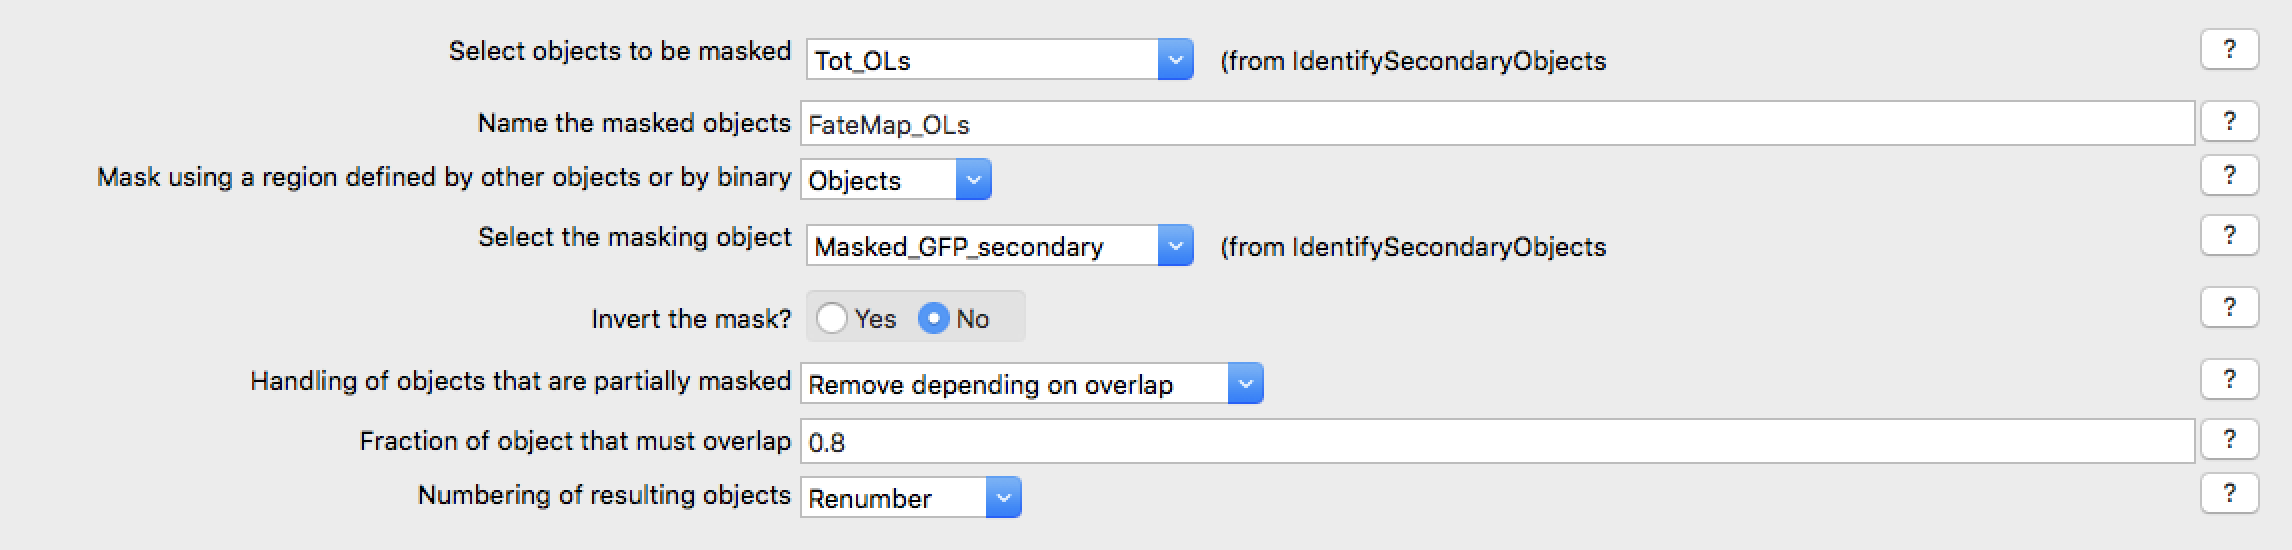 Select objects to be masked Tot_OLs (from IdentifySecondaryObjects ?
Name the masked objects FateMap_OLs ?
Mask using a region defined by other objects or by binary Objects ?
Select the masking object Masked_GFP_secondary (from IdentifySecondaryObjects ?
Invert the mask? Yes No ?
Handling of objects that are partially masked Remove depending on overlap ?
Fraction of object that must overlap 0.8 ?
Numbering of resulting objects Renumber ?